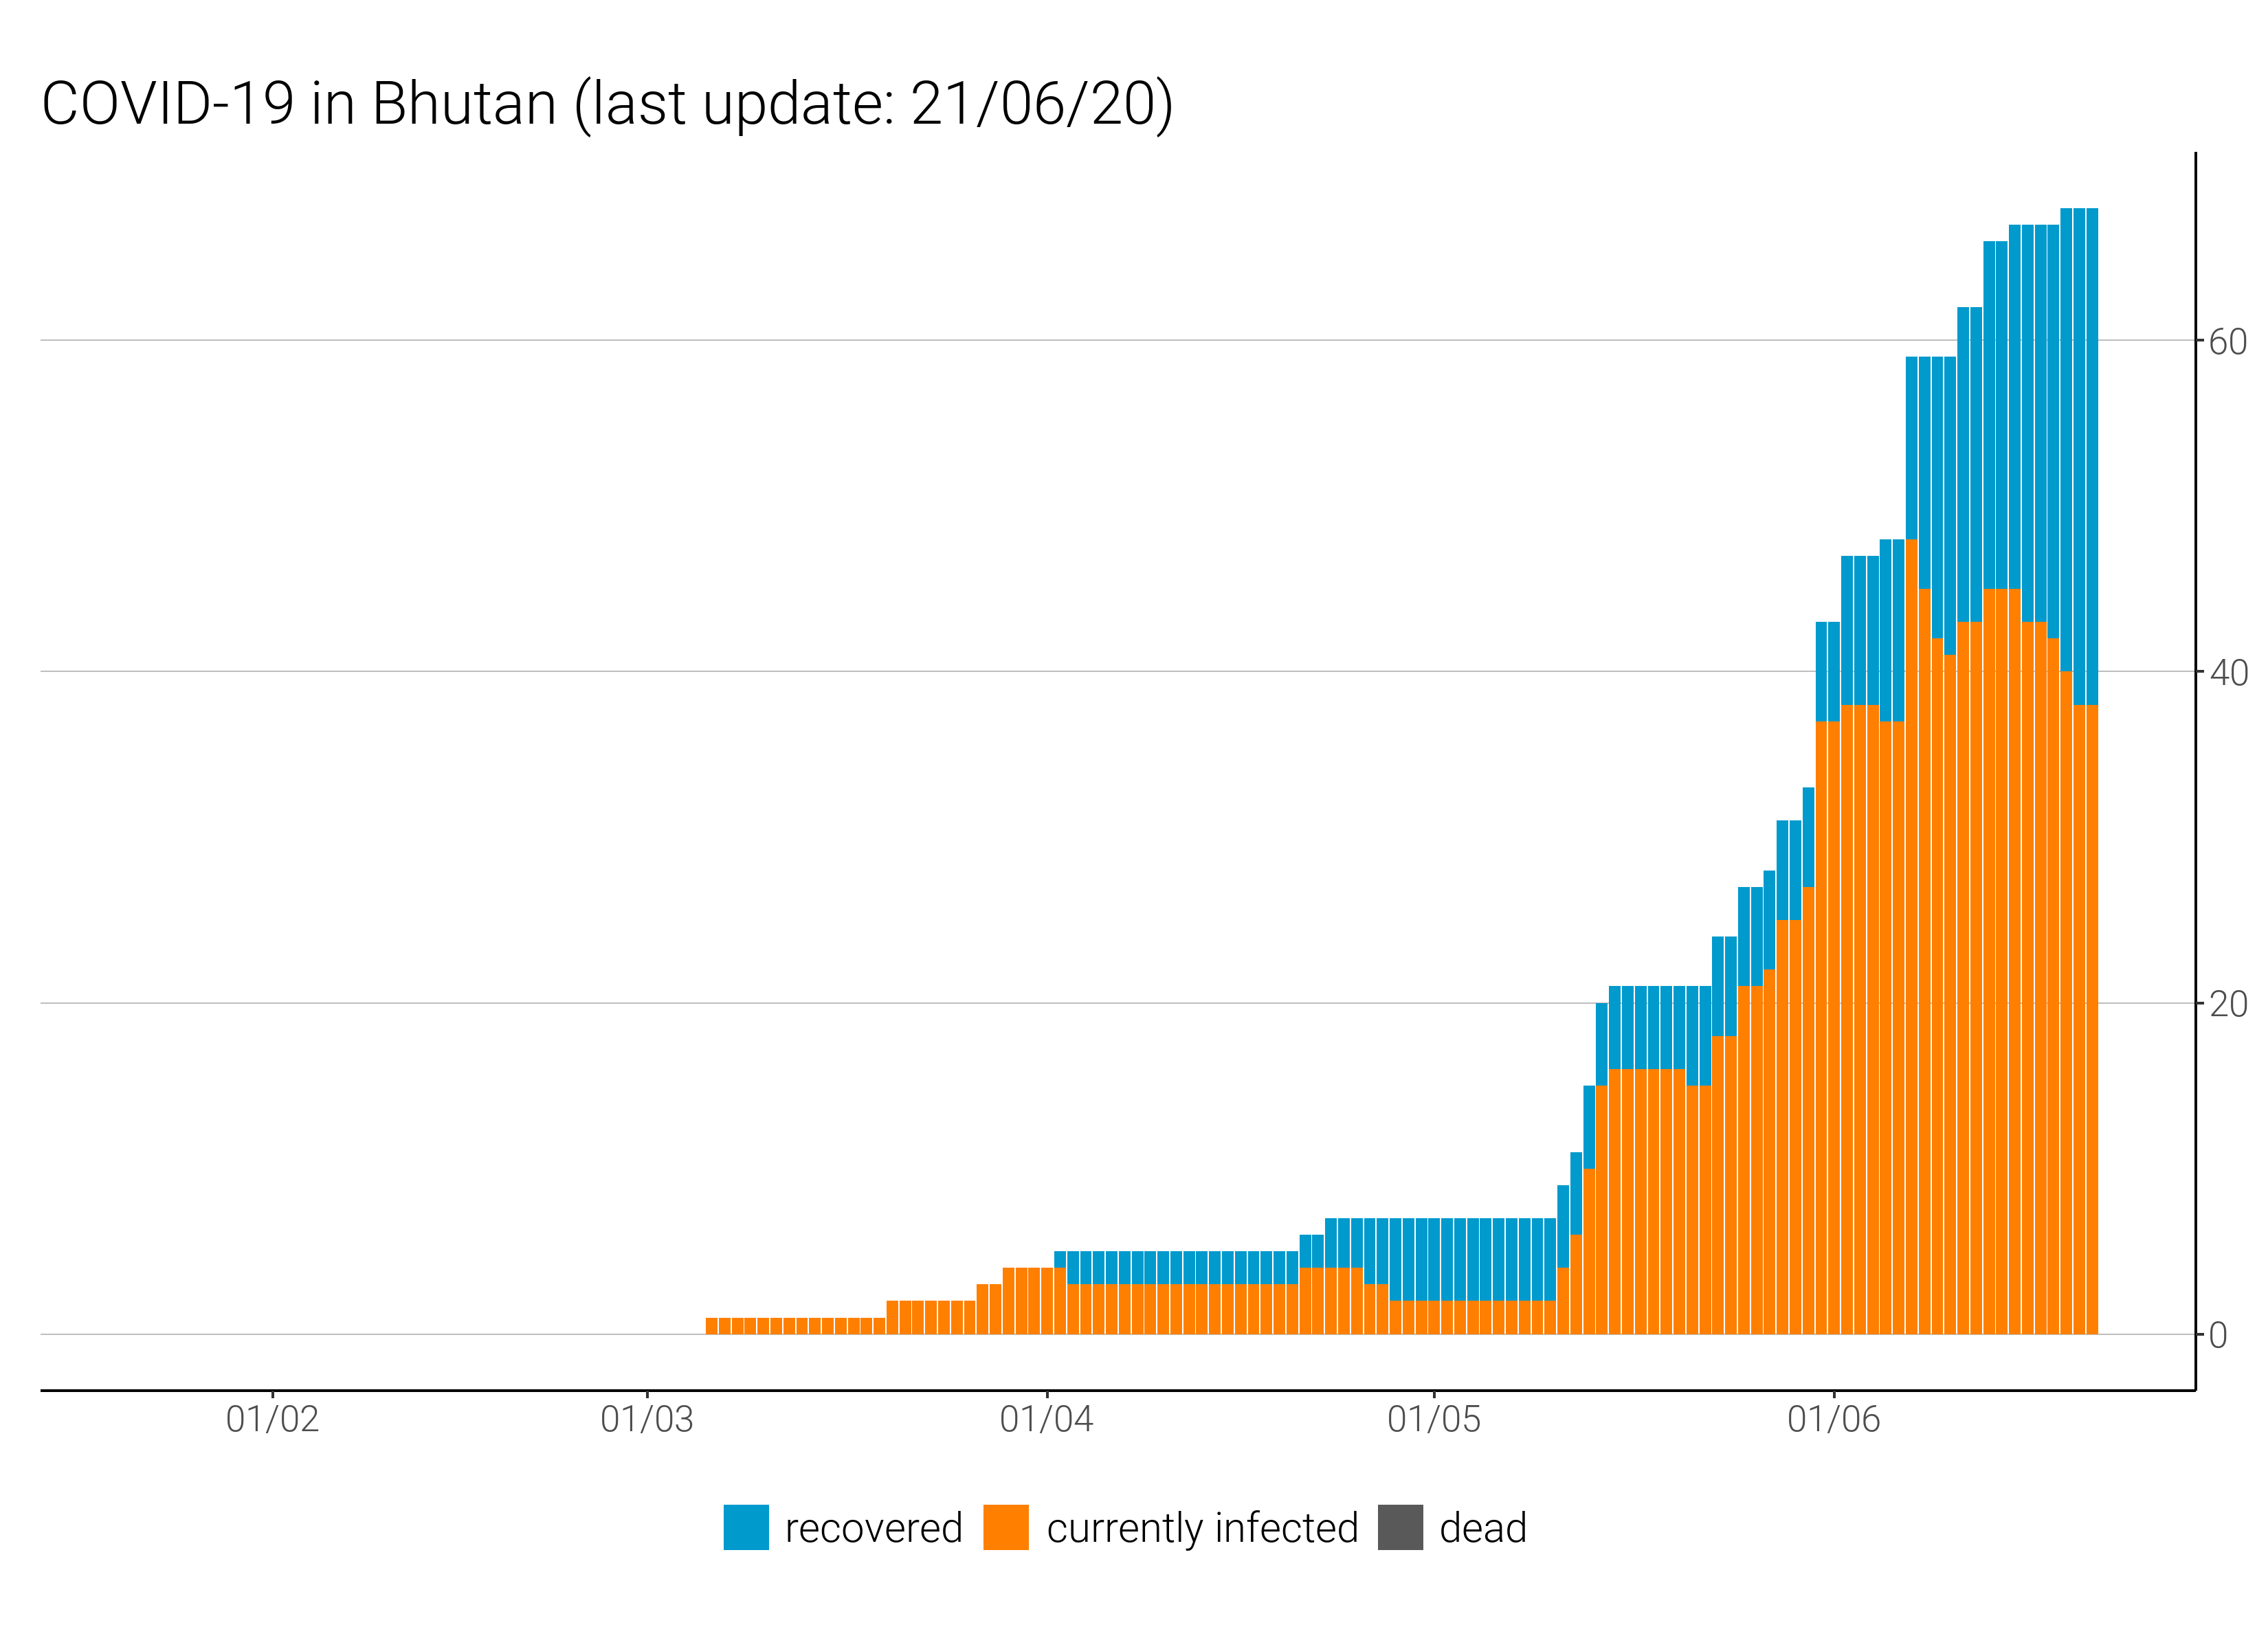 COVID-19 in Bhutan (last update: 21/06/20)
60
40
20
0
01/02 01/03 01/04 01/05 01/06
recovered currently infected dead